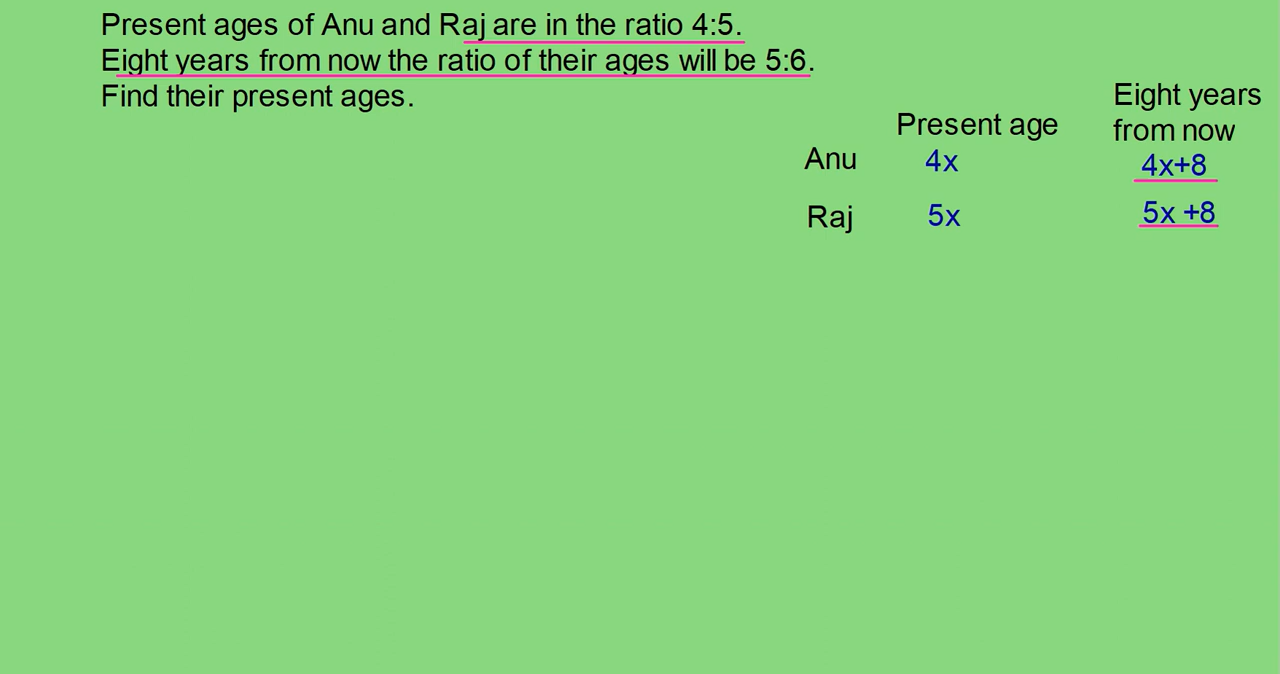 Present ages of Anu and Raj are in the ratio 4:5.
Eight years from now the ratio of their ages will be 5:6.
Find their present ages.
Eight years
from now
Present age
Anu 4x 4x+8
Raj 5x 5x +8